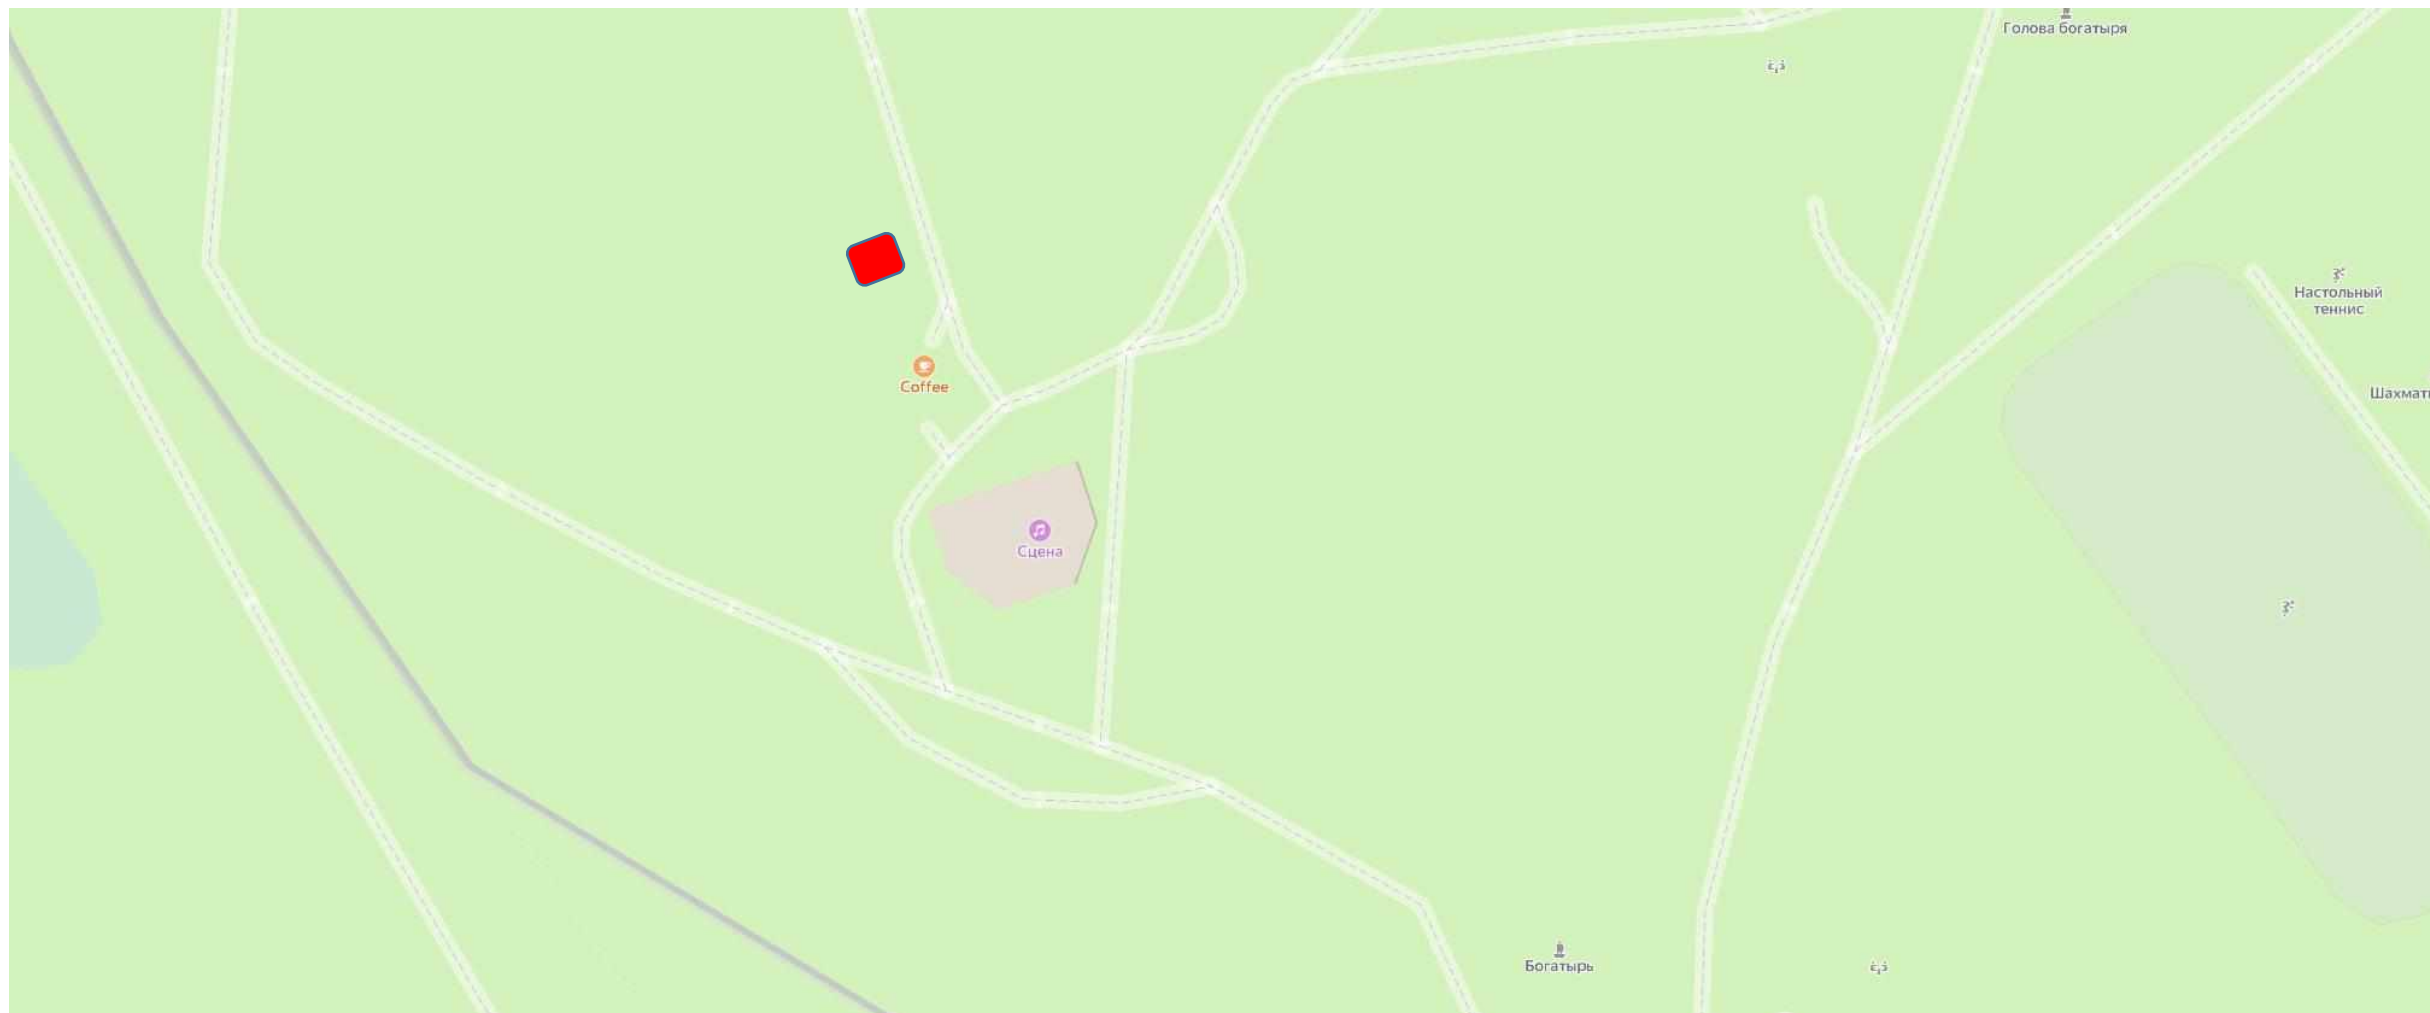 Голова богатыря
Настольный
теннис
Coffee
Шахмат
Сцена
Богатырь